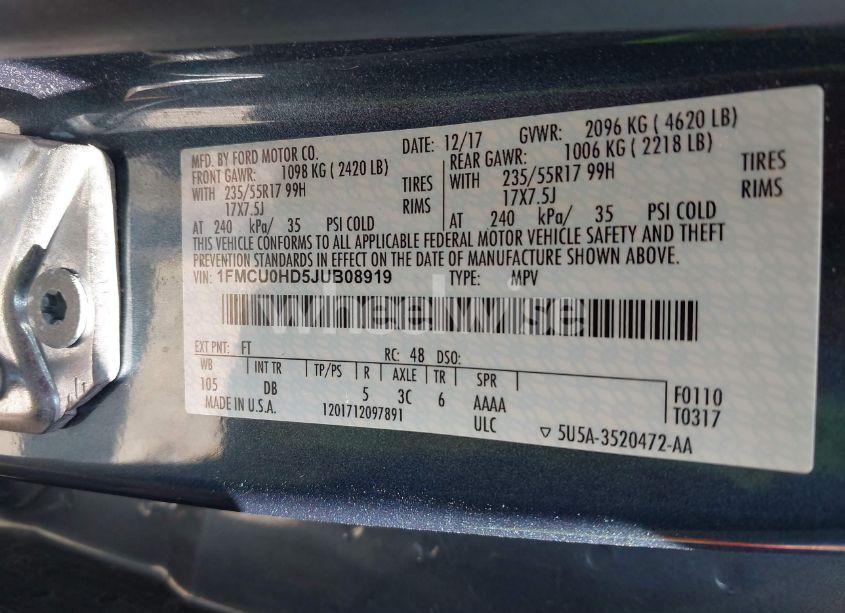 MFD. BY FORD MOTOR CO. DATE: 12/17 GVWR: 2096 KG ( 4620 LB)
FRONT GAWR: 1098 KG ( 2420 LB) REAR GAWR: 1006 KG ( 2218 LB)
WITH 235/55R17 99H TIRES WITH 235/55R17 99H TIRES
17X7.5J RIMS 17X7.5J RIMS
AT 240 kPa/ 35 PSI COLD AT 240 kPa/ 35 PSI COLD
THIS VEHICLE CONFORMS TO ALL APPLICABLE FEDERAL MOTOR VEHICLE SAFETY AND THEFT
PREVENTION STANDARDS IN EFFECT ON THE DATE OF MANUFACTURE SHOWN ABOVE.
VIN: 1FMCU0HD5JUB08919 TYPE: MPV
Wheelwise
EXT PNT: FT RC: 48 DSO:
WB INT TR TP/PS R AXLE TR SPR F0110
105 DB 5 3C 6 AAAA T0317
MADE IN U.S.A. 1201712097891 ULC ▽ 5U5A-3520472-AA